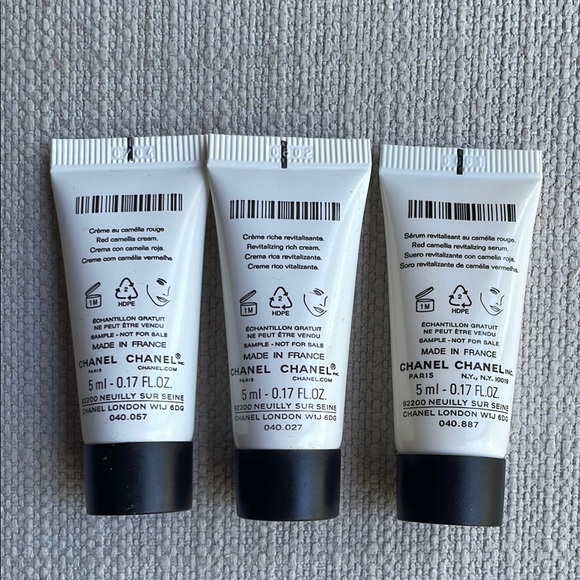 Crème au camélia rouge
Red camellia cream.
Crema con camelia roja.
Creme com camélia vermelha.
1M
2
HDPE
ÉCHANTILLON GRATUIT
NE PEUT ÊTRE VENDU
SAMPLE - NOT FOR SALE
MADE IN FRANCE
CHANEL CHANEL® INC
PARIS CHANEL.COM
5 ml - 0.17 FL.OZ.
92200 NEUILLY SUR SEINE
CHANEL LONDON W1J 6DG
040.057
Crème riche revitalisante.
Revitalizing rich cream.
Crema rica revitalizante.
Creme rico vitalizante.
1M
2
HDPE
ÉCHANTILLON GRATUIT
NE PEUT ÊTRE VENDU
SAMPLE - NOT FOR SALE
MADE IN FRANCE
CHANEL CHANEL® INC
PARIS CHANEL.COM
5 ml - 0.17 FL.OZ.
92200 NEUILLY SUR SEINE
CHANEL LONDON W1J 6DG
040.027
Sérum revitalisant au camélia rouge.
Red camellia revitalizing serum.
Suero revitalizante con camelia roja.
Soro revitalizante de camélia vermelha.
1M
2
HDPE
ÉCHANTILLON GRATUIT
NE PEUT ÊTRE VENDU
SAMPLE - NOT FOR SALE
MADE IN FRANCE
CHANEL CHANEL INC.
PARIS N.Y., N.Y. 10019
5 ml - 0.17 FL.OZ.
92200 NEUILLY SUR SEINE
CHANEL LONDON W1J 6DG
040.887